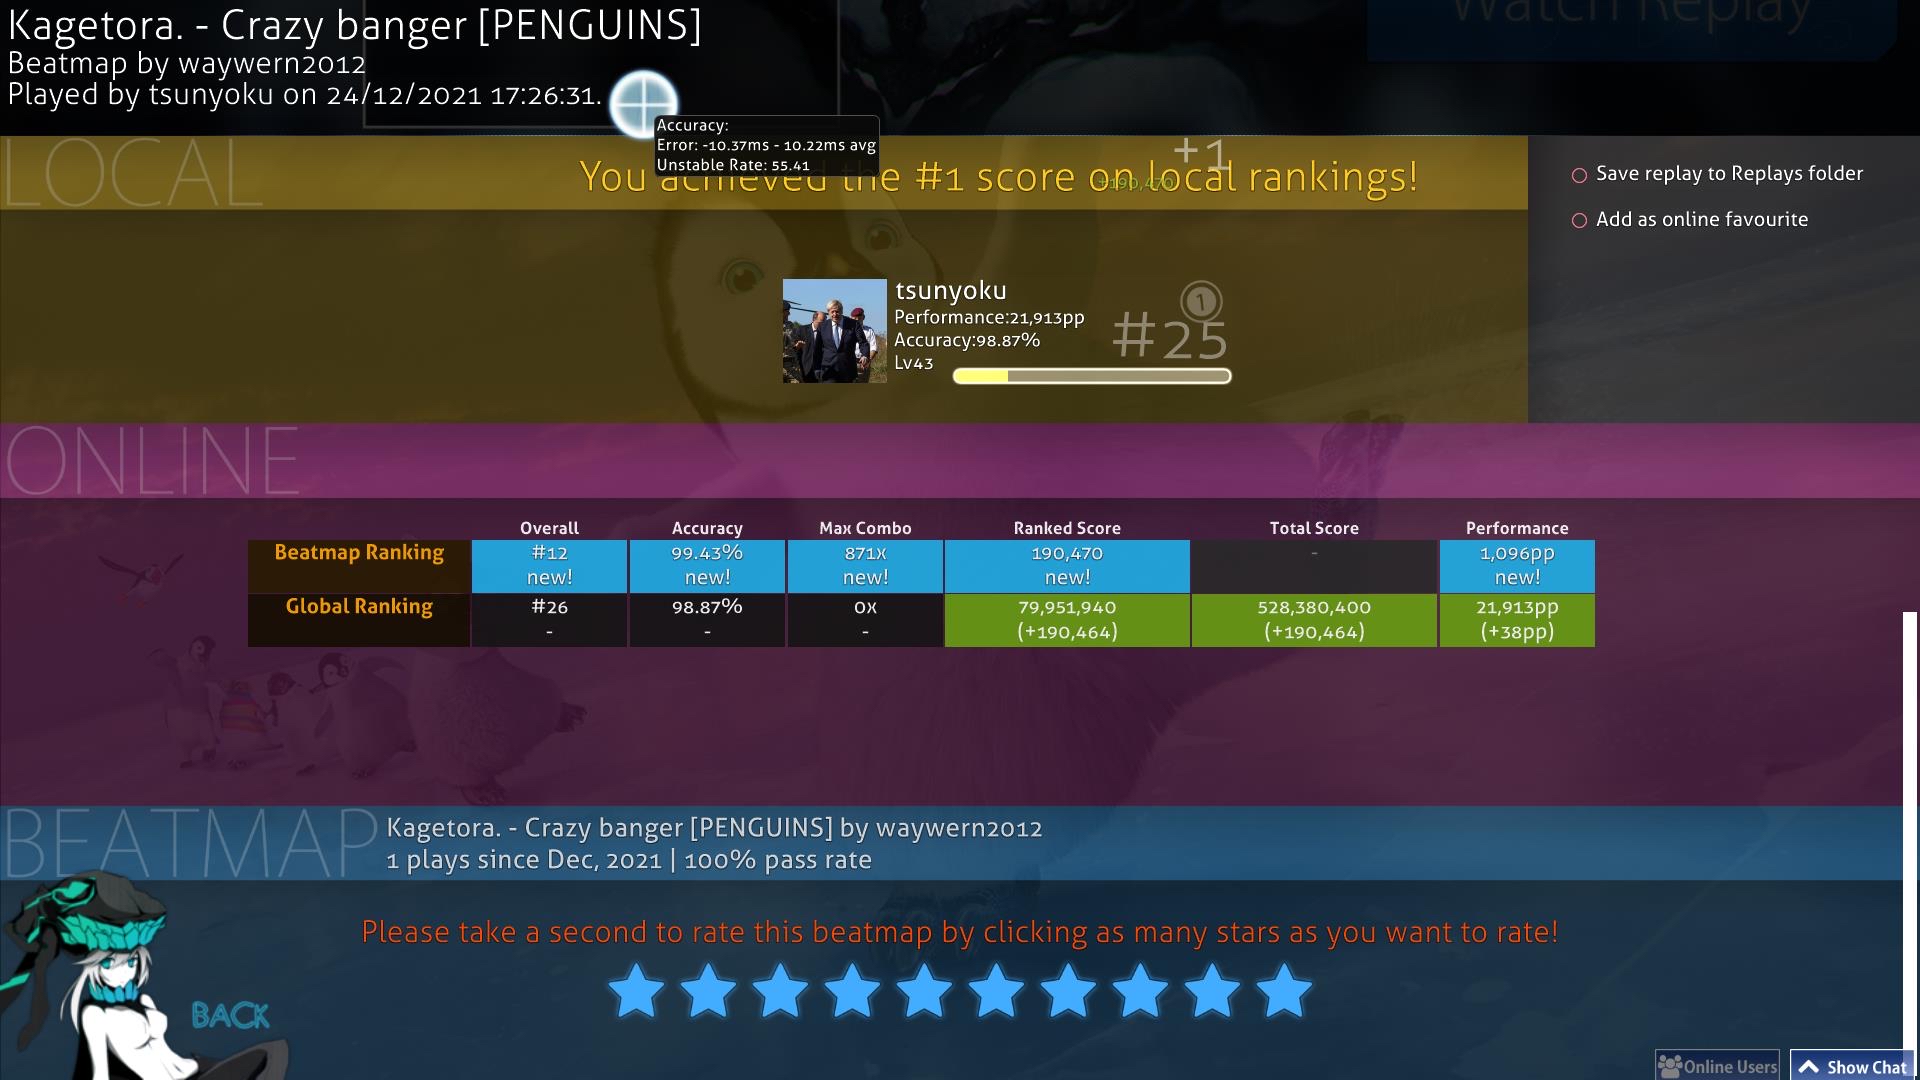 Kagetora. - Crazy banger [PENGUINS]
Beatmap by waywern2012
Played by tsunyoku on 24/12/2021 17:26:31.
Watch Replay
Accuracy:
Error: -10.37ms - 10.22ms avg
Unstable Rate: 55.41
LOCAL
You achieved the #1 score on local rankings!
+1
+190,470
Save replay to Replays folder
Add as online favourite
tsunyoku
Performance:21,913pp
Accuracy:98.87%
Lv43
1
#25
ONLINE
Overall Accuracy Max Combo Ranked Score Total Score Performance
Beatmap Ranking #12 99.43% 871x 190,470 - 1,096pp
new! new! new! new! new!
Global Ranking #26 98.87% 0x 79,951,940 528,380,400 21,913pp
- - - (+190,464) (+190,464) (+38pp)
BEATMAP
Kagetora. - Crazy banger [PENGUINS] by waywern2012
1 plays since Dec, 2021 | 100% pass rate
Please take a second to rate this beatmap by clicking as many stars as you want to rate!
BACK
Online Users
Show Chat